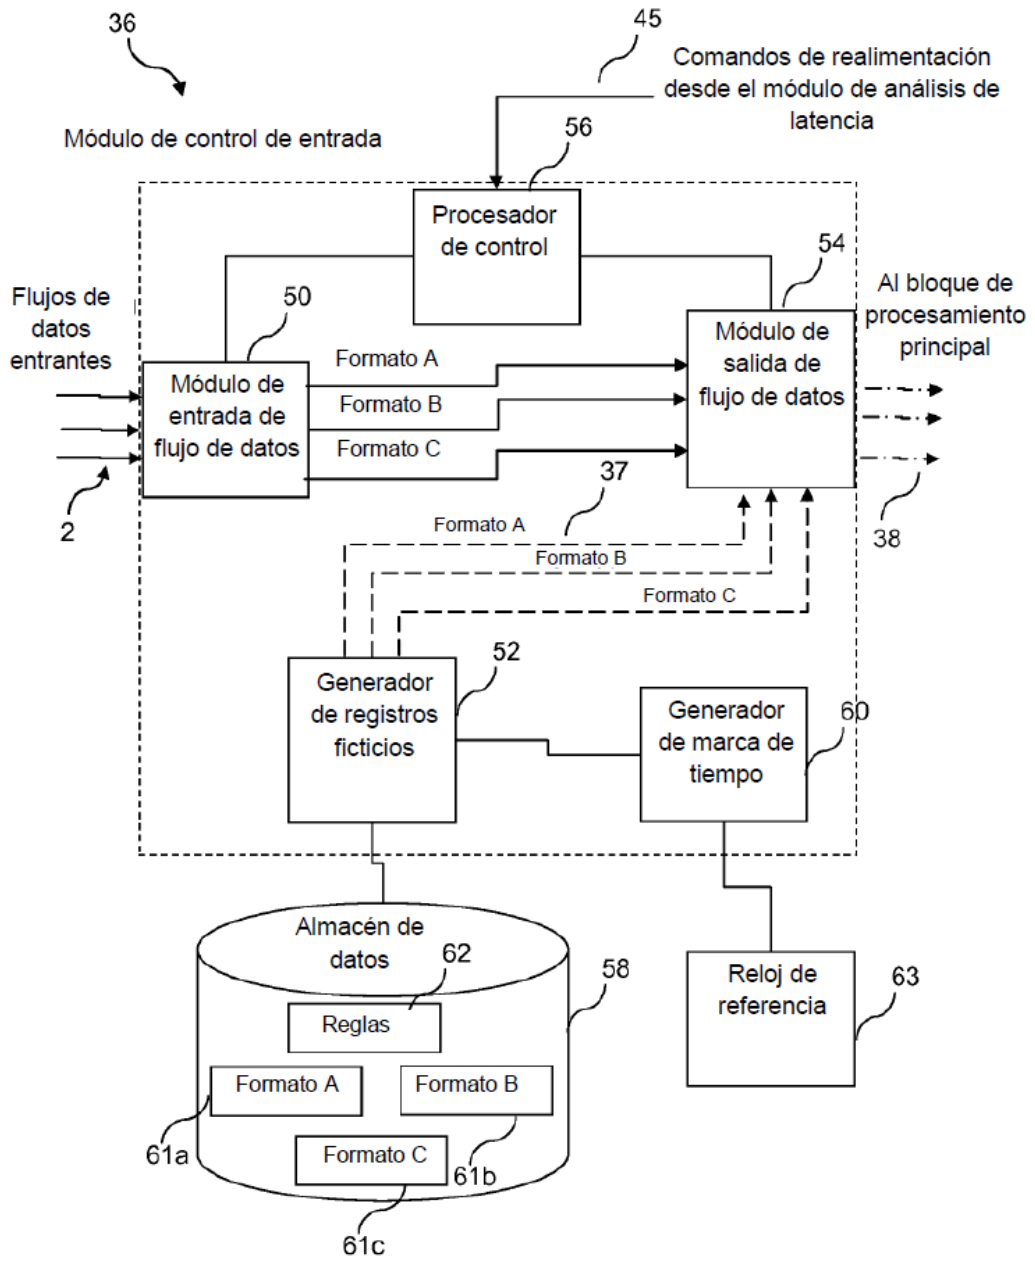 36
45
Comandos de realimentación
desde el módulo de análisis de
latencia
Módulo de control de entrada
56
Procesador
de control
54
Flujos de
datos
entrantes
50
Al bloque de
procesamiento
principal
Módulo de
entrada de
flujo de datos
Formato A
Formato B
Formato C
Módulo de
salida de
flujo de datos
2
37
38
Formato A
Formato B
Formato C
52
Generador
de registros
ficticios
60
Generador
de marca de
tiempo
Almacén de
datos
62
58
Reglas
Formato A
Formato B
61a
Formato C
61b
61c
Reloj de
referencia
63